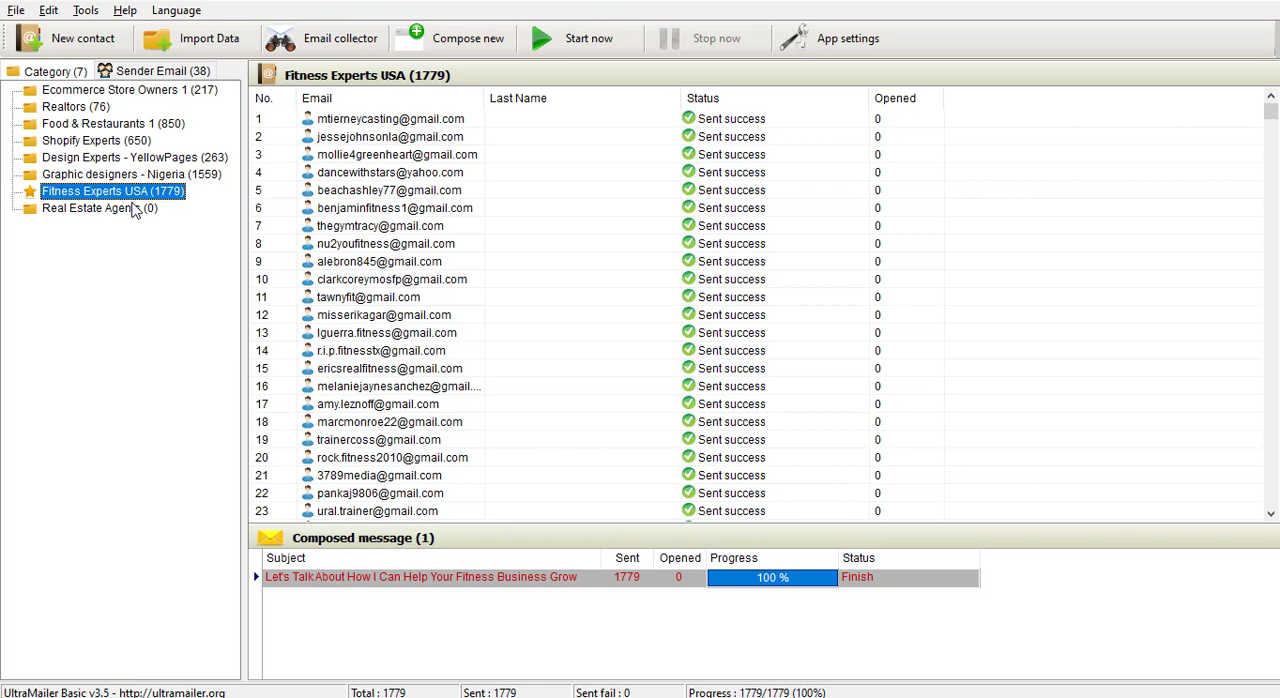 File Edit Tools Help Language
New contact Import Data Email collector Compose new Start now Stop now App settings
Category (7) Sender Email (38)
Ecommerce Store Owners 1 (217)
Realtors (76)
Food & Restaurants 1 (850)
Shopify Experts (650)
Design Experts - YellowPages (263)
Graphic designers - Nigeria (1559)
Fitness Experts USA (1779)
Real Estate Agen (0)
Fitness Experts USA (1779)
No. Email Last Name Status Opened
1 mtierneycasting@gmail.com Sent success 0
2 jessejohnsonla@gmail.com Sent success 0
3 mollie4greenheart@gmail.com Sent success 0
4 dancewithstars@yahoo.com Sent success 0
5 beachashley77@gmail.com Sent success 0
6 benjaminfitness1@gmail.com Sent success 0
7 thegymtracy@gmail.com Sent success 0
8 nu2youfitness@gmail.com Sent success 0
9 alebron845@gmail.com Sent success 0
10 clarkcoreymosfp@gmail.com Sent success 0
11 tawnyfit@gmail.com Sent success 0
12 misserikagar@gmail.com Sent success 0
13 lguerra.fitness@gmail.com Sent success 0
14 r.i.p.fitnesstx@gmail.com Sent success 0
15 ericsrealfitness@gmail.com Sent success 0
16 melaniejaynesanchez@gmail.... Sent success 0
17 amy.leznoff@gmail.com Sent success 0
18 marcmonroe22@gmail.com Sent success 0
19 trainercoss@gmail.com Sent success 0
20 rock.fitness2010@gmail.com Sent success 0
21 3789media@gmail.com Sent success 0
22 pankaj9806@gmail.com Sent success 0
23 ural.trainer@gmail.com Sent success 0
Composed message (1)
Subject Sent Opened Progress Status
Let's Talk About How I Can Help Your Fitness Business Grow 1779 0 100 % Finish
UltraMailer Basic v3.5 - http://ultramailer.org Total : 1779 Sent : 1779 Sent fail : 0 Progress : 1779/1779 (100%)